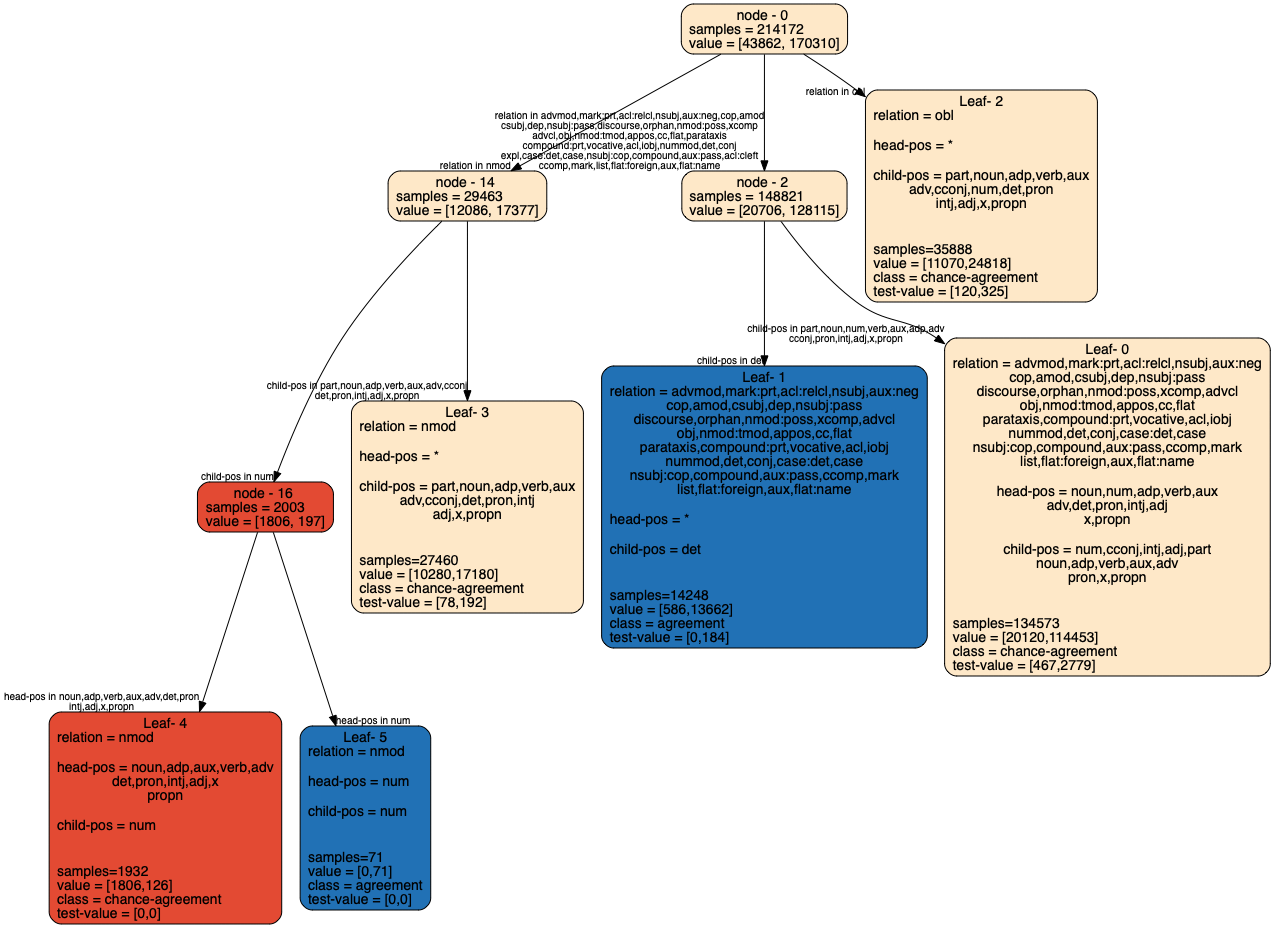 node - 0
samples = 214172
value = [43862, 170310]
relation in advmod,mark:prt,acl:relcl,nsubj,aux:neg,cop,amod
csubj,dep,nsubj:pass,discourse,orphan,nmod:poss,xcomp
advcl,obj,nmod:tmod,appos,cc,flat,parataxis
compound:prt,vocative,acl,iobj,nummod,det,conj
expl,case:det,case,nsubj:cop,compound,aux:pass,acl:cleft
ccomp,mark,list,flat:foreign,aux,flat:name
relation in nmod
relation in obl
Leaf- 2
relation = obl
head-pos = *
child-pos = part,noun,adp,verb,aux
adv,cconj,num,det,pron
intj,adj,x,propn
samples=35888
value = [11070,24818]
class = chance-agreement
test-value = [120,325]
node - 14
samples = 29463
value = [12086, 17377]
node - 2
samples = 148821
value = [20706, 128115]
child-pos in part,noun,num,verb,aux,adp,adv
cconj,pron,intj,adj,x,propn
child-pos in det
child-pos in part,noun,adp,verb,aux,adv,cconj
det,pron,intj,adj,x,propn
child-pos in num
Leaf- 0
relation = advmod,mark:prt,acl:relcl,nsubj,aux:neg
cop,amod,csubj,dep,nsubj:pass
discourse,orphan,nmod:poss,xcomp,advcl
obj,nmod:tmod,appos,cc,flat
parataxis,compound:prt,vocative,acl,iobj
nummod,det,conj,case:det,case
nsubj:cop,compound,aux:pass,ccomp,mark
list,flat:foreign,aux,flat:name
head-pos = noun,num,adp,verb,aux
adv,det,pron,intj,adj
x,propn
child-pos = num,cconj,intj,adj,part
noun,adp,verb,aux,adv
pron,x,propn
samples=134573
value = [20120,114453]
class = chance-agreement
test-value = [467,2779]
Leaf- 1
relation = advmod,mark:prt,acl:relcl,nsubj,aux:neg
cop,amod,csubj,dep,nsubj:pass
discourse,orphan,nmod:poss,xcomp,advcl
obj,nmod:tmod,appos,cc,flat
parataxis,compound:prt,vocative,acl,iobj
nummod,det,conj,case:det,case
nsubj:cop,compound,aux:pass,ccomp,mark
list,flat:foreign,aux,flat:name
head-pos = *
child-pos = det
samples=14248
value = [586,13662]
class = agreement
test-value = [0,184]
Leaf- 3
relation = nmod
head-pos = *
child-pos = part,noun,adp,verb,aux
adv,cconj,det,pron,intj
adj,x,propn
samples=27460
value = [10280,17180]
class = chance-agreement
test-value = [78,192]
node - 16
samples = 2003
value = [1806, 197]
head-pos in noun,adp,verb,aux,adv,det,pron
intj,adj,x,propn
head-pos in num
Leaf- 4
relation = nmod
head-pos = noun,adp,aux,verb,adv
det,pron,intj,adj,x
propn
child-pos = num
samples=1932
value = [1806,126]
class = chance-agreement
test-value = [0,0]
Leaf- 5
relation = nmod
head-pos = num
child-pos = num
samples=71
value = [0,71]
class = agreement
test-value = [0,0]